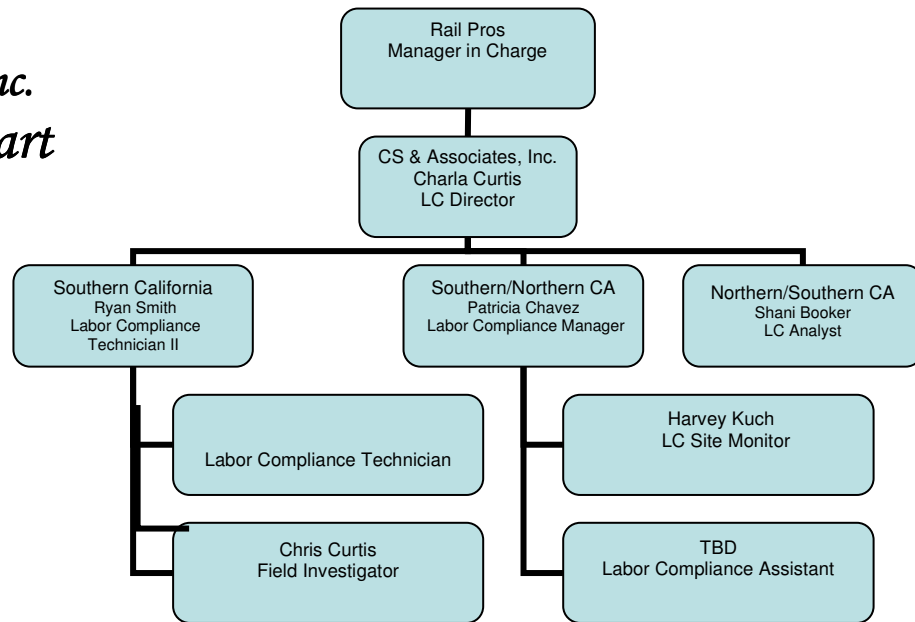 Rail Pros
Manager in Charge
nc.
art
CS & Associates, Inc.
Charla Curtis
LC Director
Southern California
Ryan Smith
Labor Compliance
Technician II
Southern/Northern CA
Patricia Chavez
Labor Compliance Manager
Northern/Southern CA
Shani Booker
LC Analyst
Labor Compliance Technician
Harvey Kuch
LC Site Monitor
Chris Curtis
Field Investigator
TBD
Labor Compliance Assistant